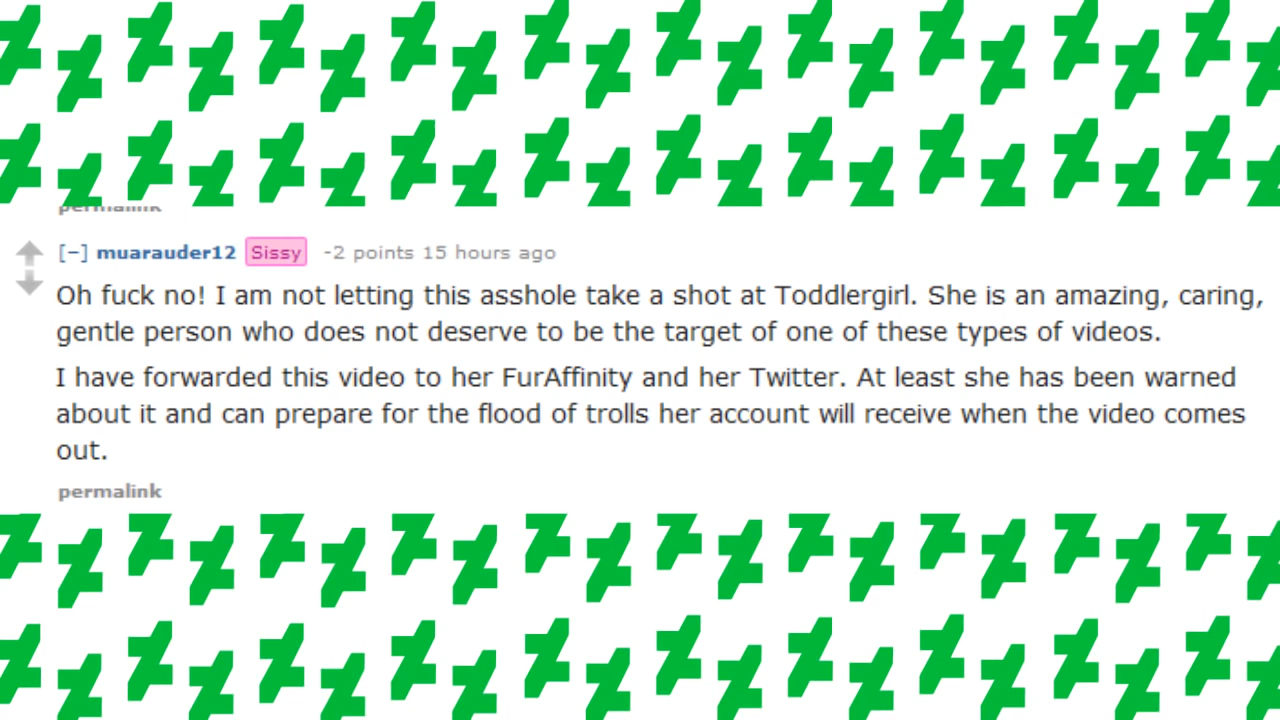 permalink
[−] muarauder12 Sissy -2 points 15 hours ago
Oh fuck no! I am not letting this asshole take a shot at Toddlergirl. She is an amazing, caring,
gentle person who does not deserve to be the target of one of these types of videos.
I have forwarded this video to her FurAffinity and her Twitter. At least she has been warned
about it and can prepare for the flood of trolls her account will receive when the video comes
out.
permalink